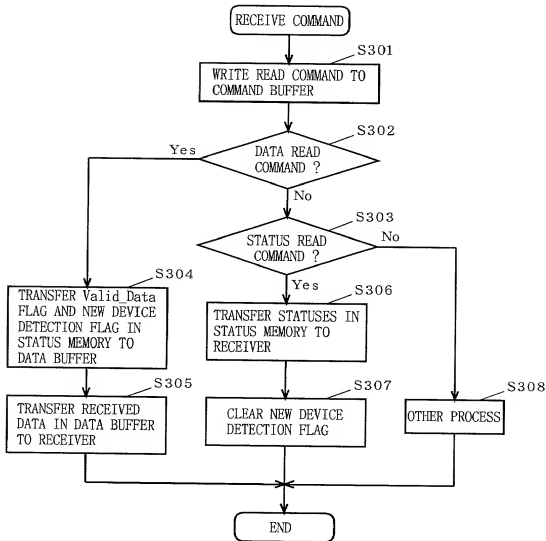 RECEIVE COMMAND
S301
WRITE READ COMMAND TO
COMMAND BUFFER
S302
Yes
DATA READ
COMMAND ?
No
S303
STATUS READ
COMMAND ?
No
Yes
S304
TRANSFER Valid_Data
FLAG AND NEW DEVICE
DETECTION FLAG IN
STATUS MEMORY TO
DATA BUFFER
S306
TRANSFER STATUSES IN
STATUS MEMORY TO
RECEIVER
S305
TRANSFER RECEIVED
DATA IN DATA BUFFER
TO RECEIVER
S307
CLEAR NEW DEVICE
DETECTION FLAG
S308
OTHER PROCESS
END